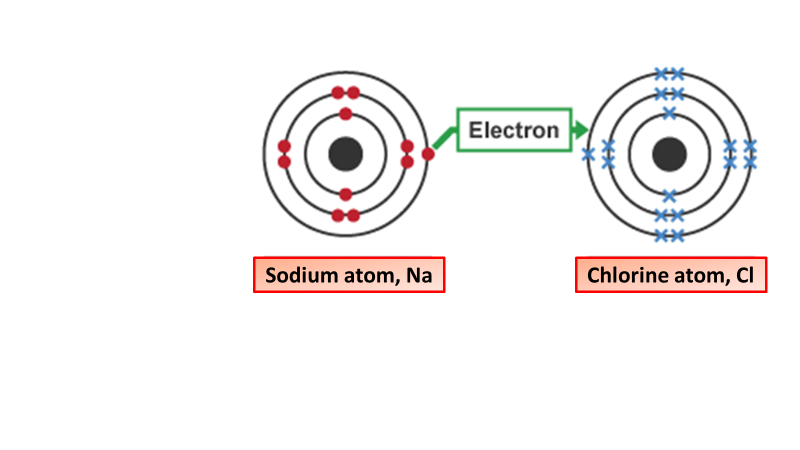 Electron
Sodium atom, Na
Chlorine atom, Cl